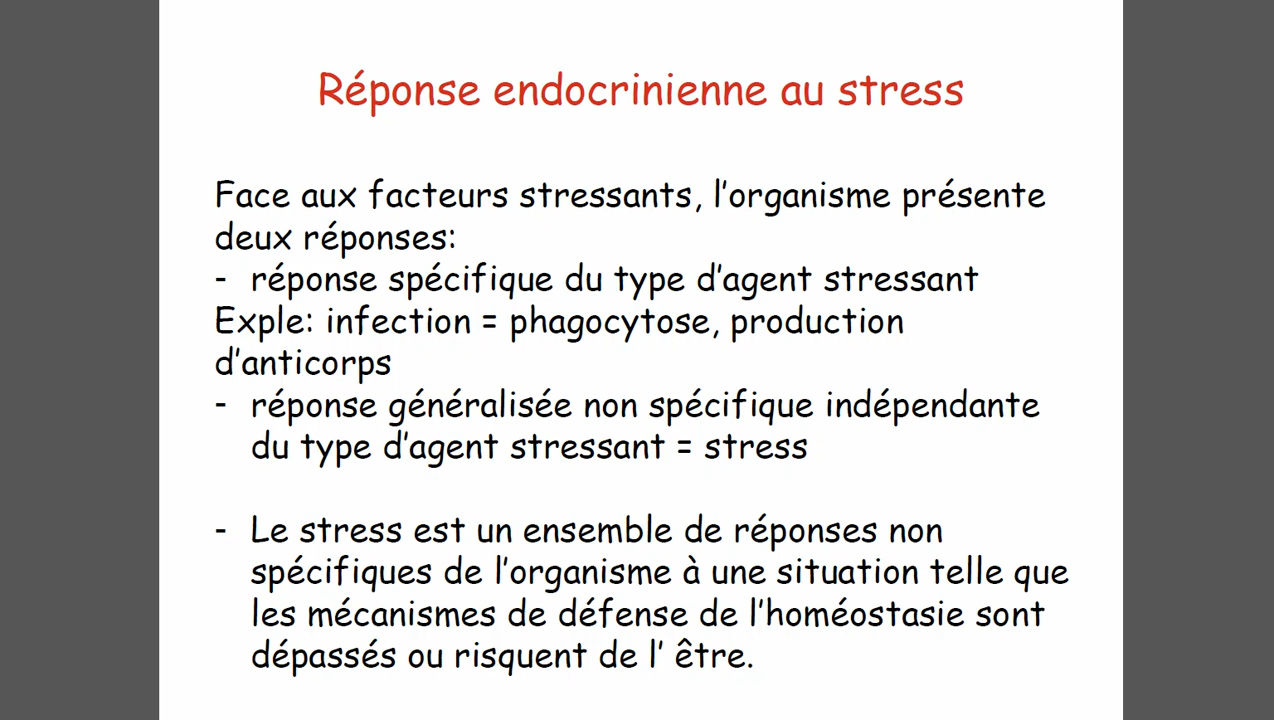 Réponse endocrinienne au stress
Face aux facteurs stressants, l'organisme présente
deux réponses:
- réponse spécifique du type d'agent stressant
Exple: infection = phagocytose, production
d'anticorps
- réponse généralisée non spécifique indépendante
du type d'agent stressant = stress
- Le stress est un ensemble de réponses non
spécifiques de l'organisme à une situation telle que
les mécanismes de défense de l'homéostasie sont
dépassés ou risquent de l' être.